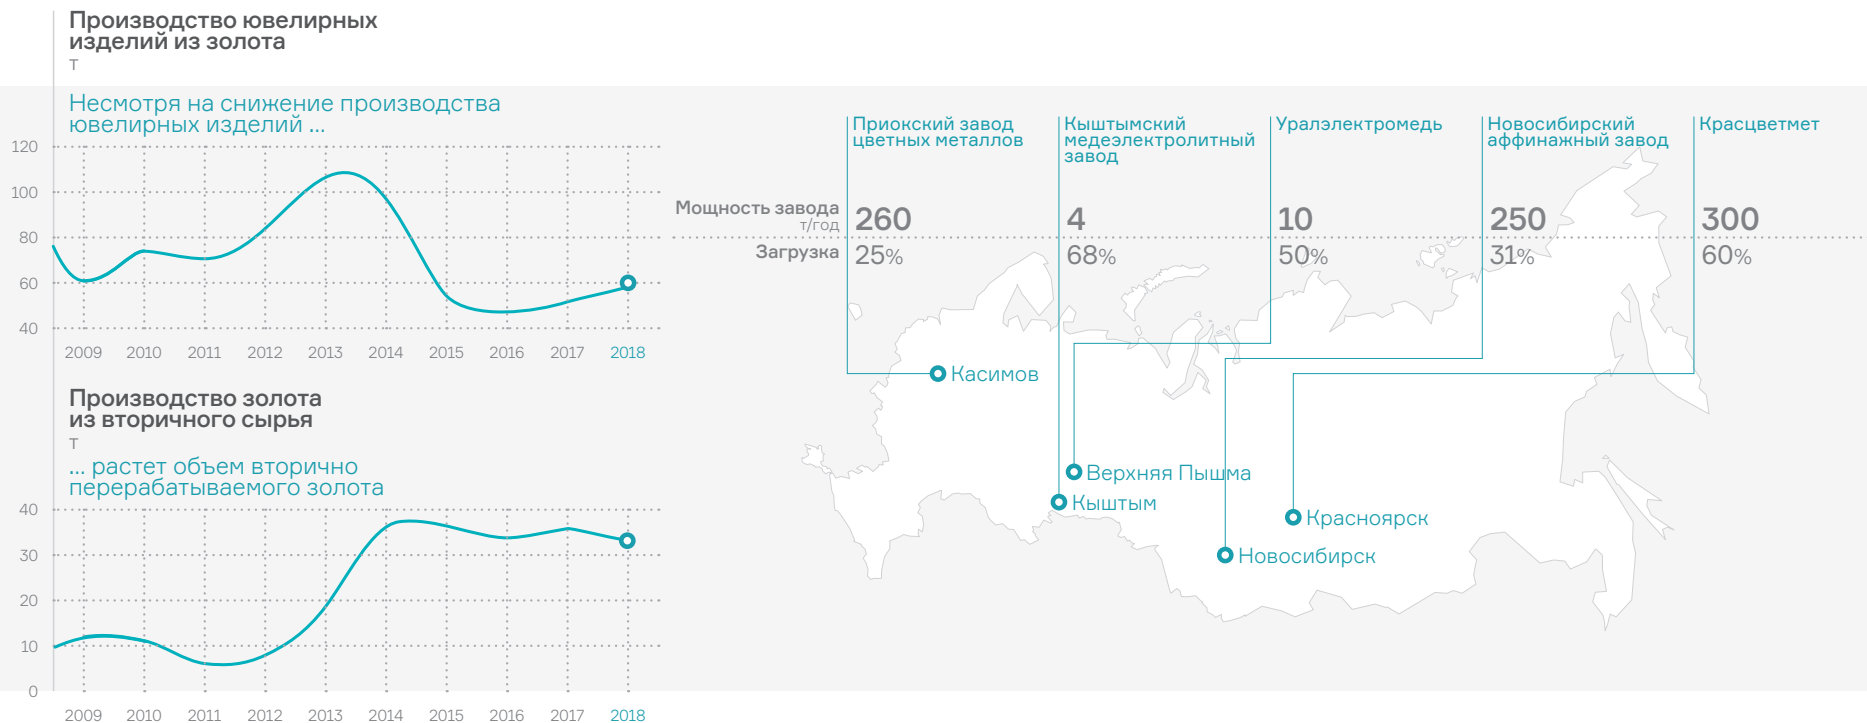 Производство ювелирных
изделий из золота
т
Несмотря на снижение производства
ювелирных изделий ...
120
100
80
60
40
2009 2010 2011 2012 2013 2014 2015 2016 2017 2018
Производство золота
из вторичного сырья
т
... растет объем вторично
перерабатываемого золота
40
30
20
10
0
2009 2010 2011 2012 2013 2014 2015 2016 2017 2018
Приокский завод
цветных металлов
Кыштымский
медеэлектролитный
завод
Уралэлектромедь
Новосибирский
аффинажный завод
Красцветмет
Мощность завода
т/год
260 4 10 250 300
Загрузка
25% 68% 50% 31% 60%
Касимов
Верхняя Пышма
Кыштым
Красноярск
Новосибирск